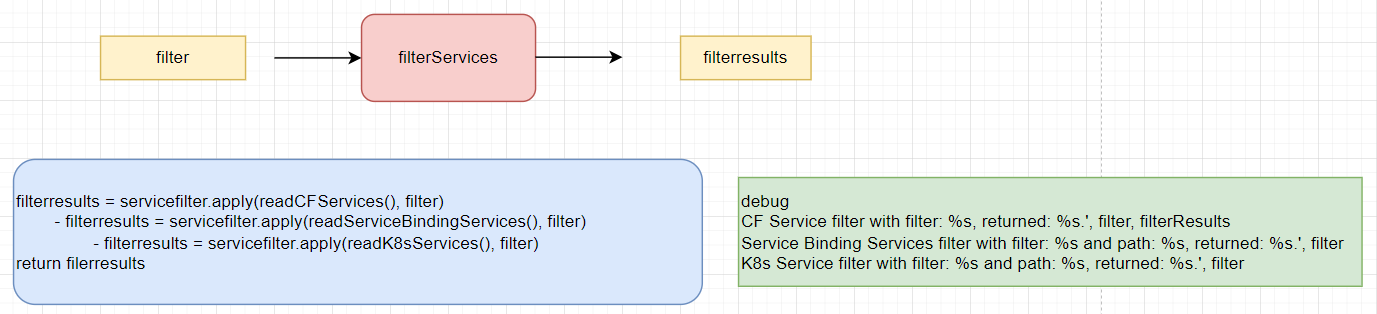 filter
filterServices
filterresults
filterresults = servicefilter.apply(readCFServices(), filter)
- filterresults = servicefilter.apply(readServiceBindingServices(), filter)
- filterresults = servicefilter.apply(readK8sServices(), filter)
return filerresults
debug
CF Service filter with filter: %s, returned: %s.', filter, filterResults
Service Binding Services filter with filter: %s and path: %s, returned: %s.', filter
K8s Service filter with filter: %s and path: %s, returned: %s.', filter